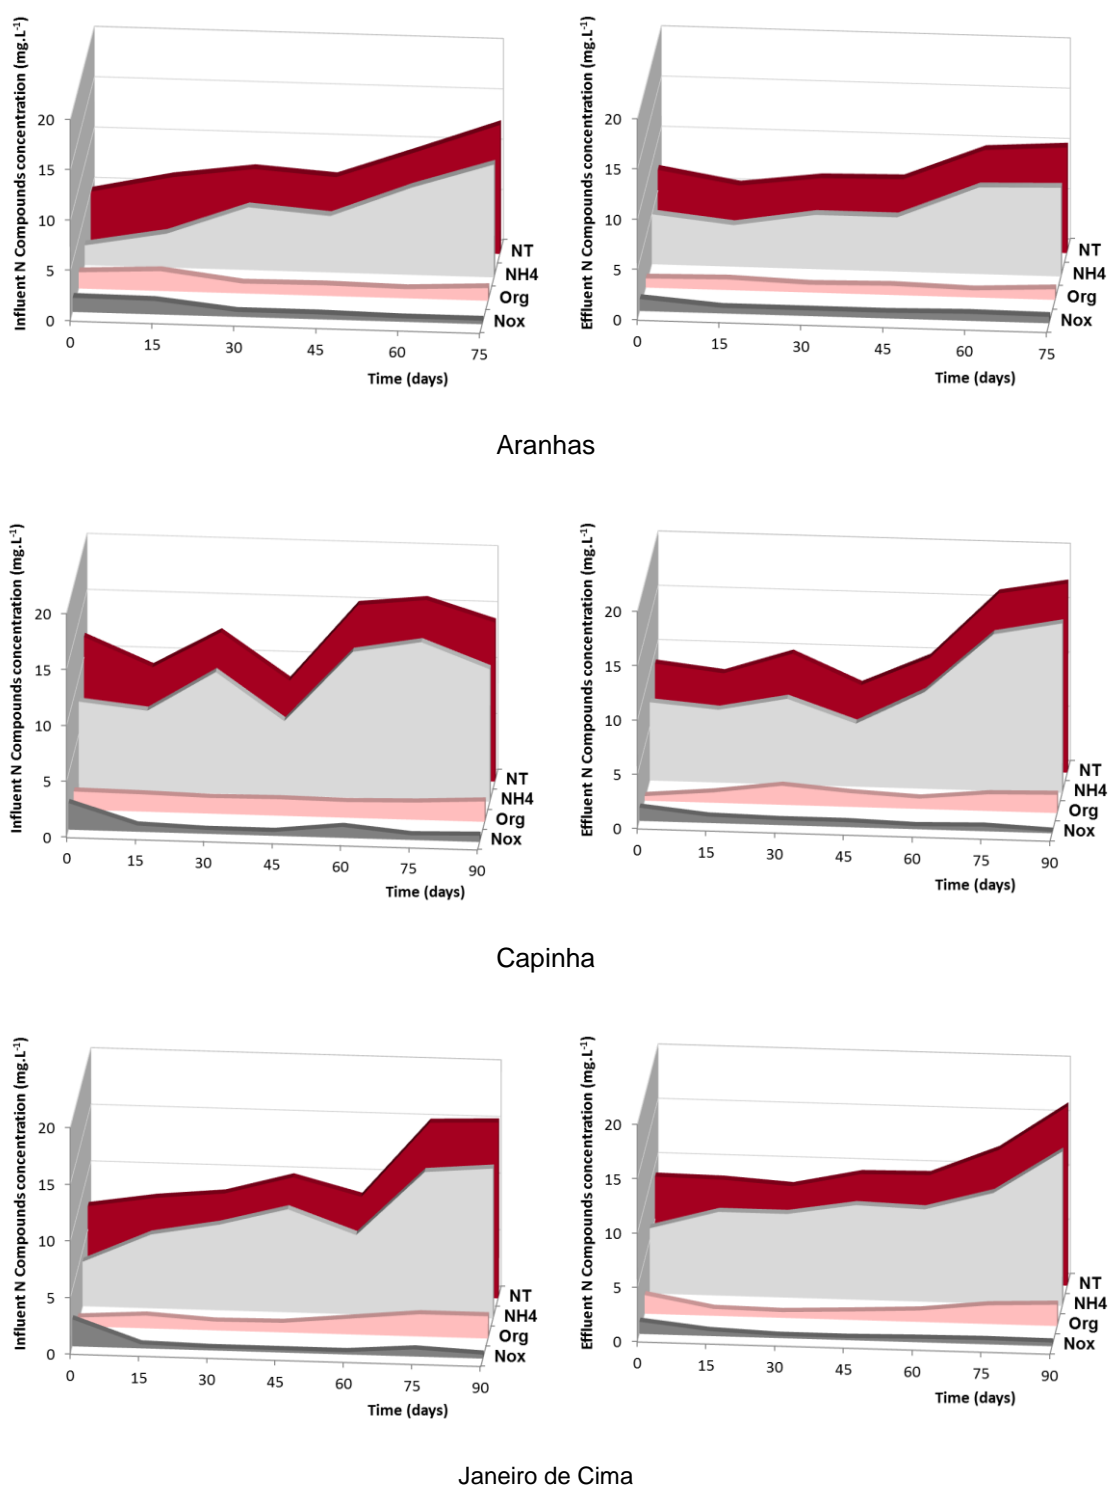 Influent N Compounds concentration (mg.L-1)
20
15
10
5
0
0 15 30 45 60 75
Time (days)
NT
NH4
Org
Nox
Effluent N Compounds concentration (mg.L-1)
20
15
10
5
0
0 15 30 45 60 75
Time (days)
NT
NH4
Org
Nox
Aranhas
Influent N Compounds concentration (mg.L-1)
20
15
10
5
0
0 15 30 45 60 75 90
Time (days)
NT
NH4
Org
Nox
Effluent N Compounds concentration (mg.L-1)
20
15
10
5
0
0 15 30 45 60 75 90
Time (days)
NT
NH4
Org
Nox
Capinha
Influent N Compounds concentration (mg.L-1)
20
15
10
5
0
0 15 30 45 60 75 90
Time (days)
NT
NH4
Org
Nox
Effluent N Compounds concentration (mg.L-1)
20
15
10
5
0
0 15 30 45 60 75 90
Time (days)
NT
NH4
Org
Nox
Janeiro de Cima